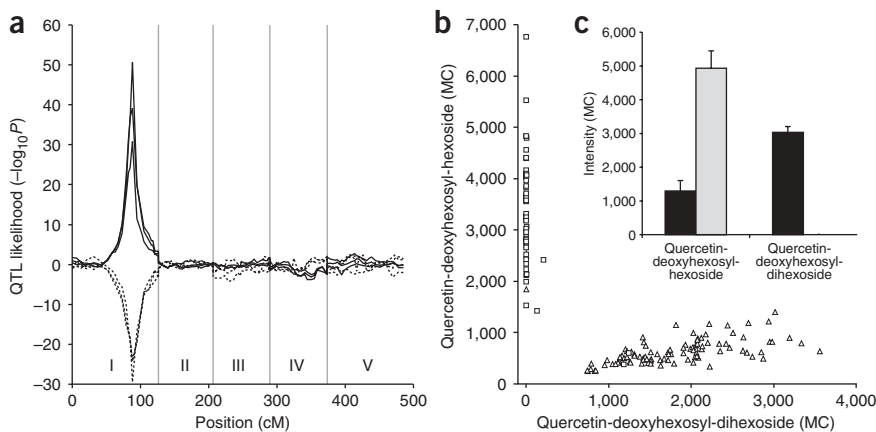 a
60
50
40
30
20
10
0
–10
–20
–30
QTL likelihood (–log10P)
I
II
III
IV
V
0
100
200
300
400
500
Position (cM)
b
7,000
6,000
5,000
4,000
3,000
2,000
1,000
0
Quercetin-deoxyhexosyl-hexoside (MC)
1,000
2,000
3,000
4,000
Quercetin-deoxyhexosyl-dihexoside (MC)
c
6,000
5,000
4,000
3,000
2,000
1,000
0
Intensity (MC)
Quercetin-
deoxyhexosyl-
hexoside
Quercetin-
deoxyhexosyl-
dihexoside